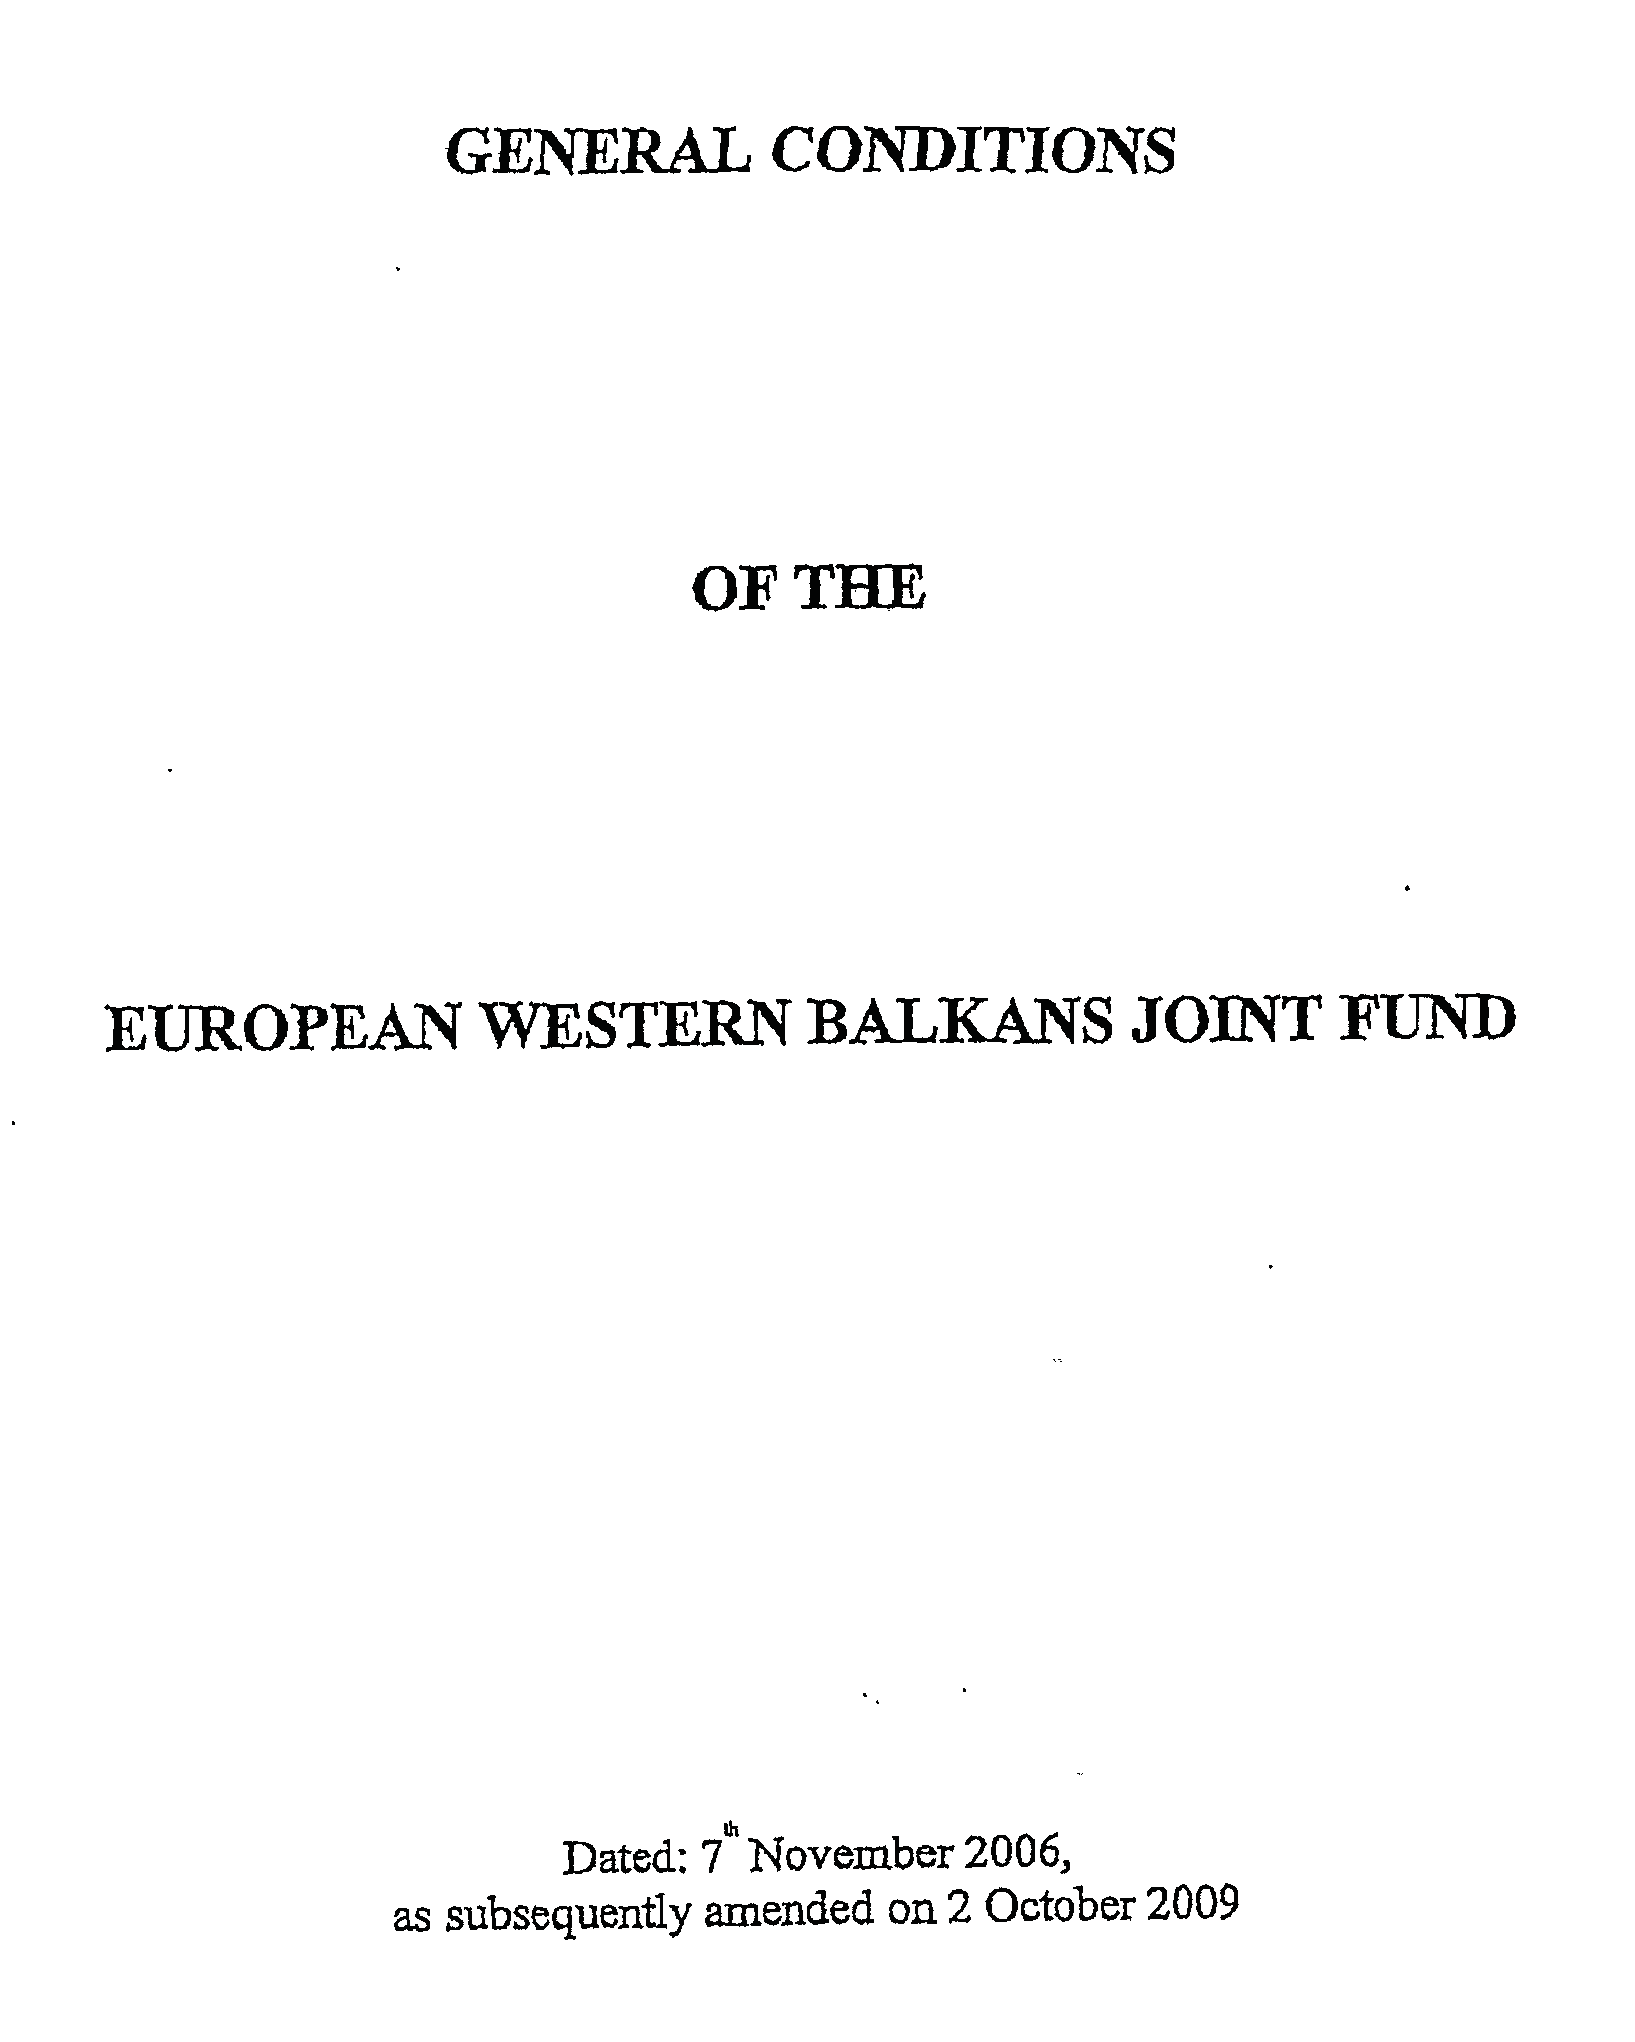 GENERAL CONDITIONS
OF THE
EUROPEAN WESTERN BALKANS JOINT FUND
Dated: 7th November 2006,
as subsequently amended on 2 October 2009